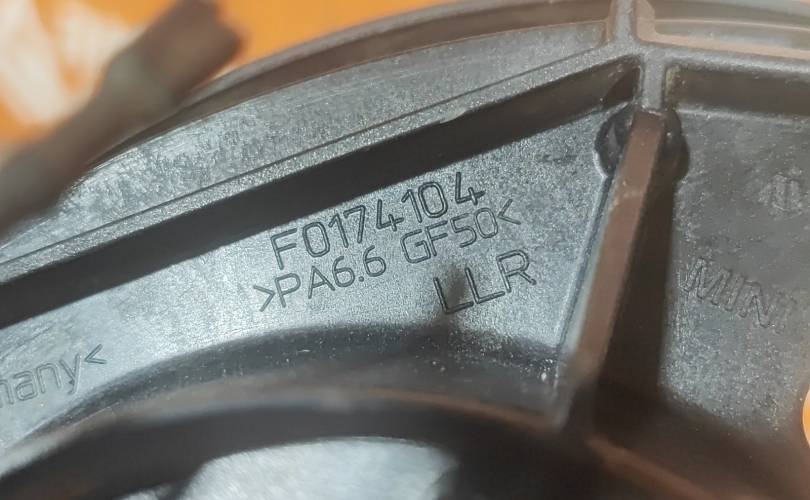 F0174104
>PA6.6 GF50<
LLR
many<
MINI